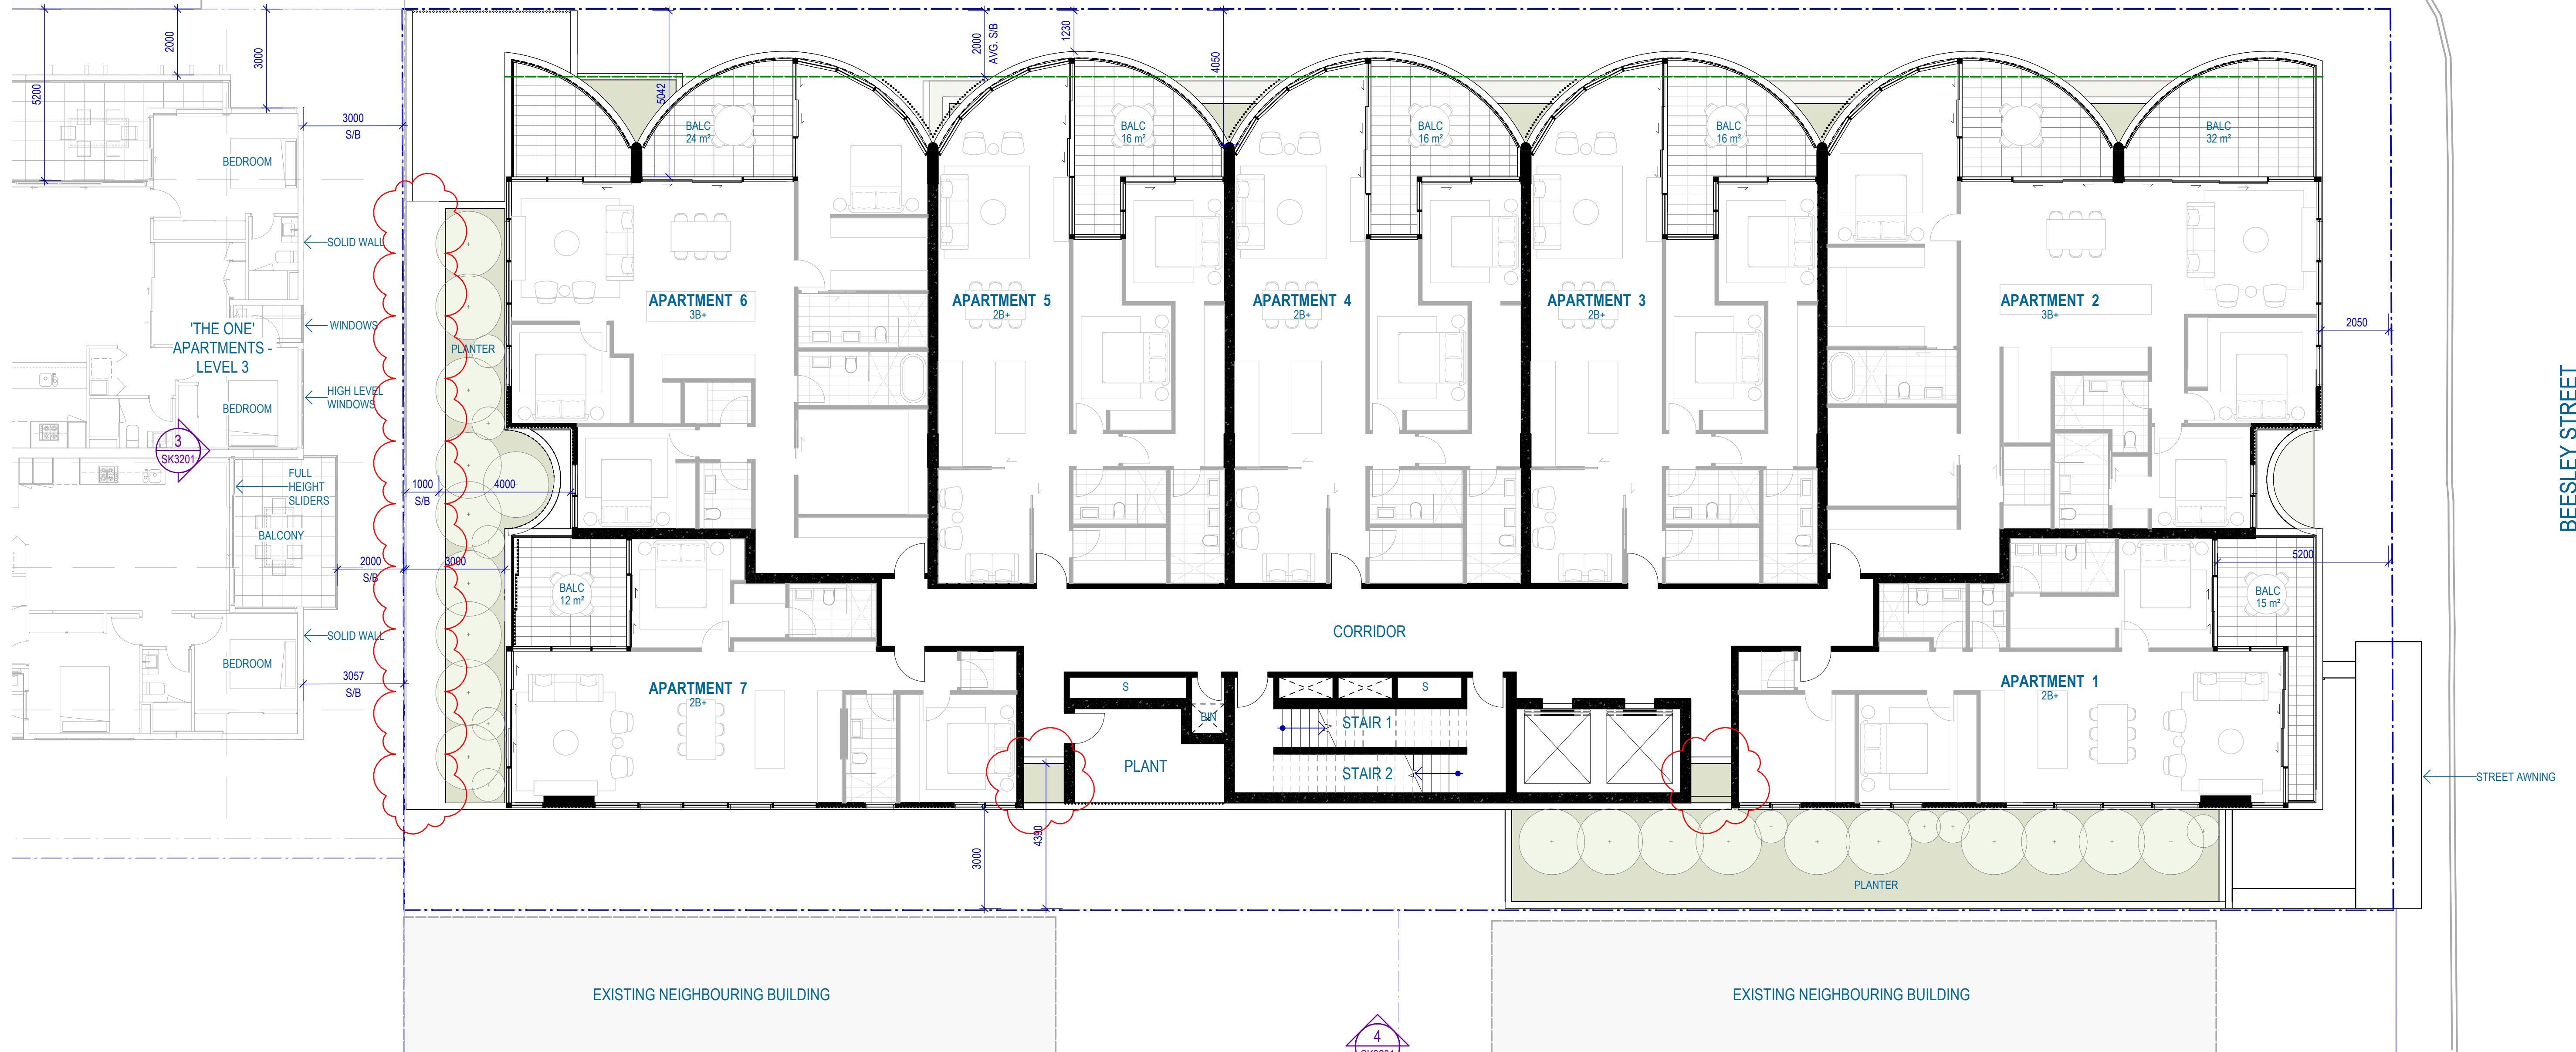 5200
2000
3000
3000
S/B
5042
2000
AVG. S/B
1230
4050
BEDROOM
SOLID WALL
WINDOWS
'THE ONE'
APARTMENTS -
LEVEL 3
HIGH LEVEL
WINDOWS
BEDROOM
3
SK3201
FULL
HEIGHT
SLIDERS
BALCONY
2000
S/B
3000
SOLID WALL
BEDROOM
3057
S/B
PLANTER
1000
S/B
4000
BALC
24 m²
BALC
16 m²
BALC
16 m²
BALC
16 m²
BALC
32 m²
APARTMENT 6
3B+
APARTMENT 5
2B+
APARTMENT 4
2B+
APARTMENT 3
2B+
APARTMENT 2
3B+
2050
BEESLEY STREET
5200
BALC
12 m²
BALC
15 m²
CORRIDOR
APARTMENT 7
2B+
S
BIN
S
STAIR 1
STAIR 2
PLANT
APARTMENT 1
2B+
STREET AWNING
3000
4390
PLANTER
EXISTING NEIGHBOURING BUILDING
EXISTING NEIGHBOURING BUILDING
4